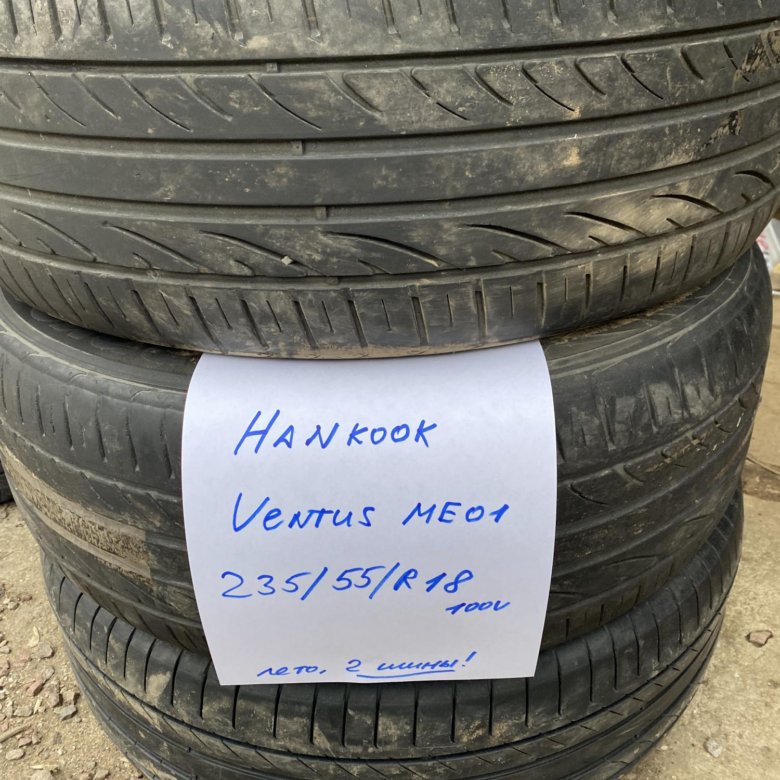 HANKOOK
VENTUS ME01
235/55/R18
100V
лето, 2 шины!